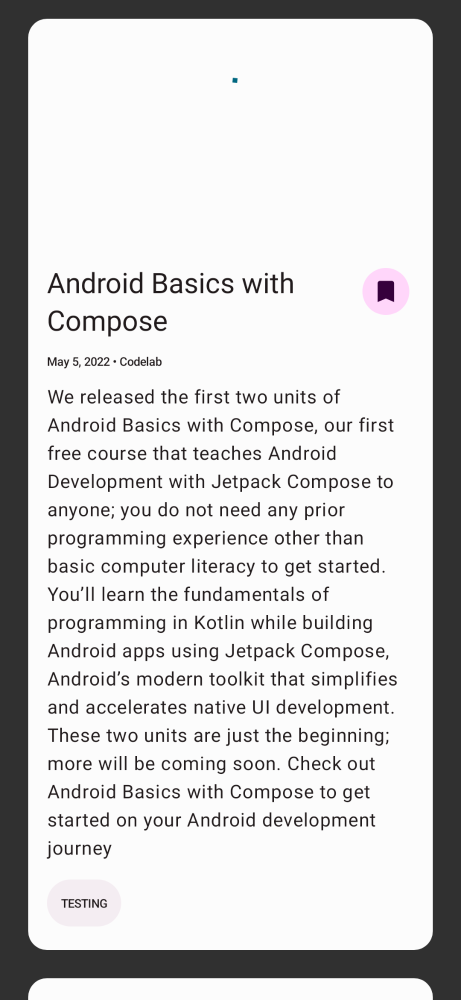 Android Basics with
Compose
May 5, 2022 • Codelab
We released the first two units of
Android Basics with Compose, our first
free course that teaches Android
Development with Jetpack Compose to
anyone; you do not need any prior
programming experience other than
basic computer literacy to get started.
You’ll learn the fundamentals of
programming in Kotlin while building
Android apps using Jetpack Compose,
Android’s modern toolkit that simplifies
and accelerates native UI development.
These two units are just the beginning;
more will be coming soon. Check out
Android Basics with Compose to get
started on your Android development
journey
TESTING